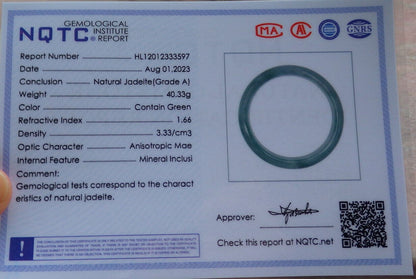 NQTC
GEMOLOGICAL
INSTITUTE
REPORT
MA
GNRS
Report Number HL12012333597
Date Aug 01,2023
Conclusion Natural Jadeite(Grade A)
Weight 40.33g
Color Contain Green
Refractive Index 1.66
Density 3.33/cm3
Optic Character Anisotropic Mae
Internal Feature Mineral Inclusi
Comment:
Gemological tests correspond to the charact
eristics of natural jadeite.
Approver:
Check this report at NQTC.net
!